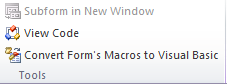 Subform in New Window
View Code
Convert Form's Macros to Visual Basic
Tools